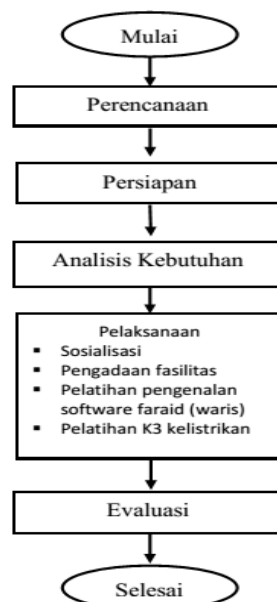 Mulai
Perencanaan
Persiapan
Analisis Kebutuhan
Pelaksanaan
▪ Sosialisasi
▪ Pengadaan fasilitas
▪ Pelatihan pengenalan
software faraid (waris)
▪ Pelatihan K3 kelistrikan
Evaluasi
Selesai